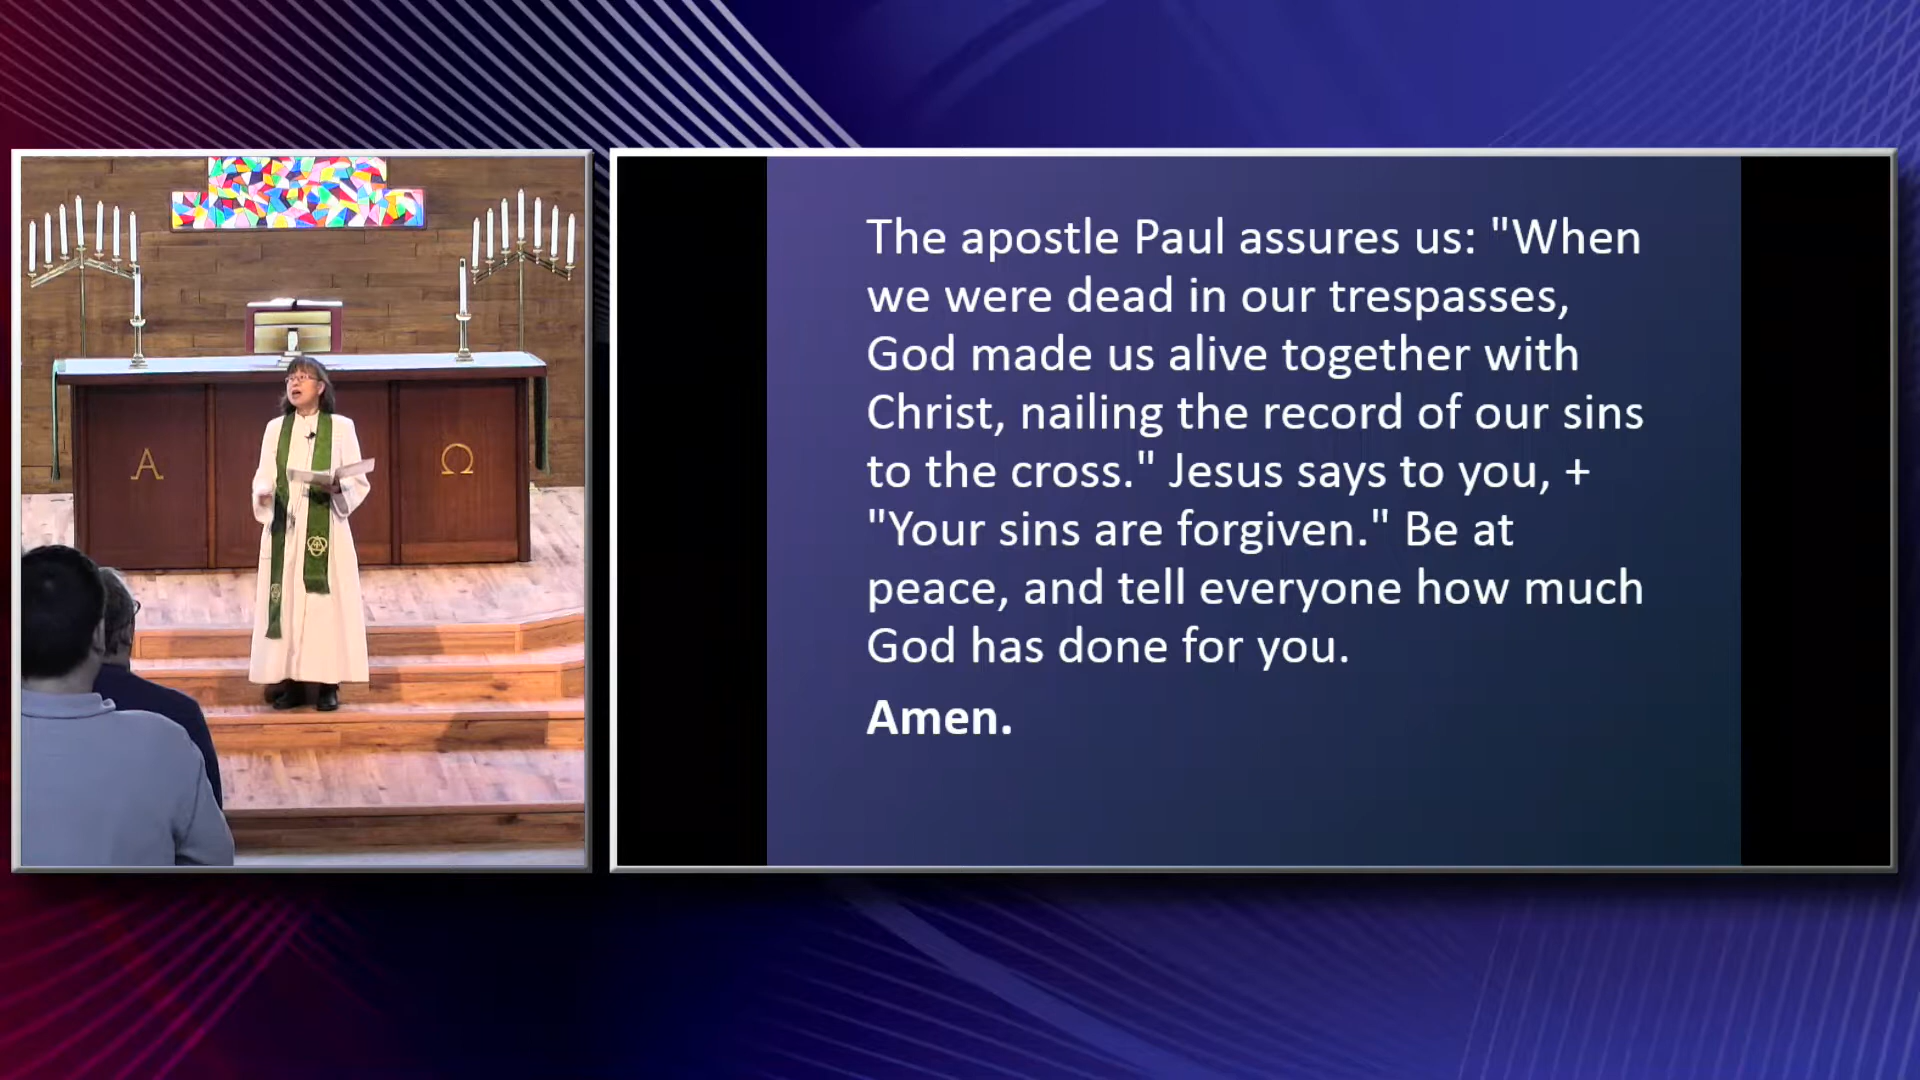 The apostle Paul assures us: "When
we were dead in our trespasses,
God made us alive together with
Christ, nailing the record of our sins
to the cross." Jesus says to you, +
"Your sins are forgiven." Be at
peace, and tell everyone how much
God has done for you.
Amen.
Α
Ω